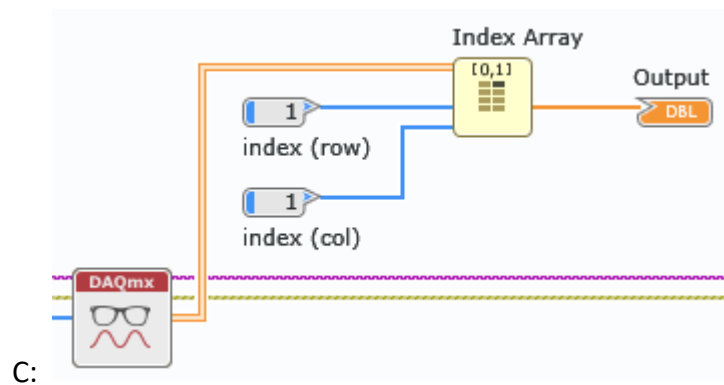 Index Array
[0,1]
Output
1
DBL
index (row)
1
index (col)
DAQmx
C: